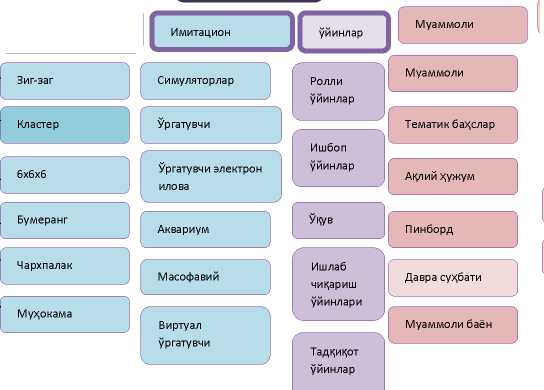 Имитацион
ўйинлар
Муаммоли
Зиг-заг
Кластер
6х6х6
Бумеранг
Чархпалак
Муҳокама
Симуляторлар
Ўргатувчи
Ўргатувчи электрон
илова
Аквариум
Масофавий
Виртуал
ўргатувчи
Ролли
ўйинлар
Ишбоп
ўйинлар
Ўқув
Ишлаб
чиқариш
ўйинлари
Тадқиқот
ўйинлар
Муаммоли
Тематик баҳслар
Ақлий ҳужум
Пинборд
Давра суҳбати
Муаммоли баён